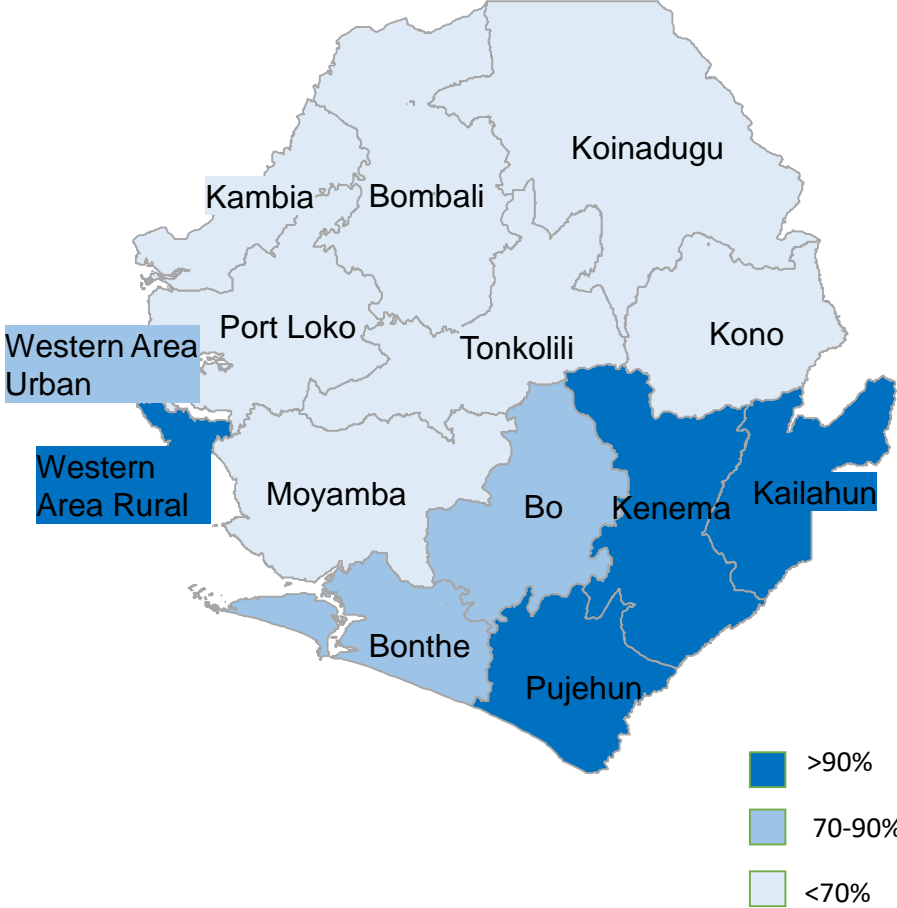 Koinadugu
Kambia
Bombali
Port Loko
Kono
Western Area
Urban
Tonkolili
Western
Area Rural
Moyamba
Bo
Kenema
Kailahun
Bonthe
Pujehun
>90%
70-90%
<70%